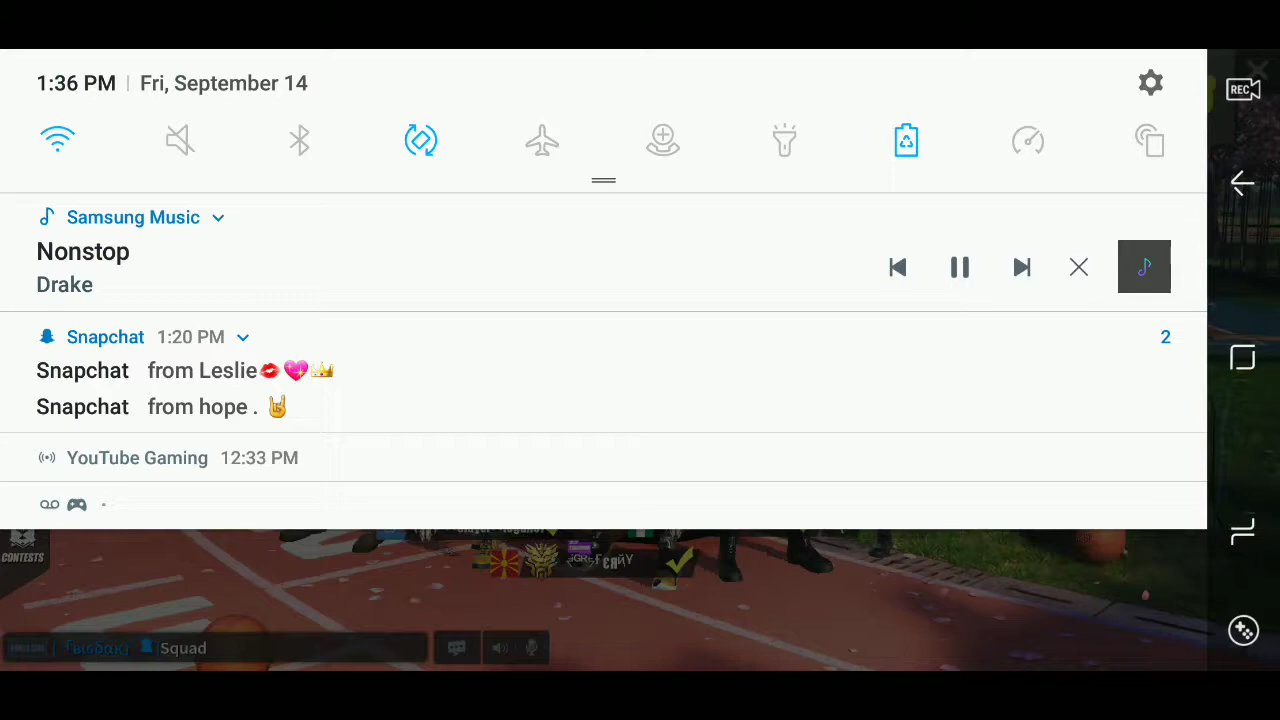 1:36 PM | Fri, September 14
REC
Samsung Music
Nonstop
Drake
Snapchat 1:20 PM 2
Snapchat from Leslie💋💖👑
Snapchat from hope . 🤘
YouTube Gaming 12:33 PM
CONTESTS
Squad